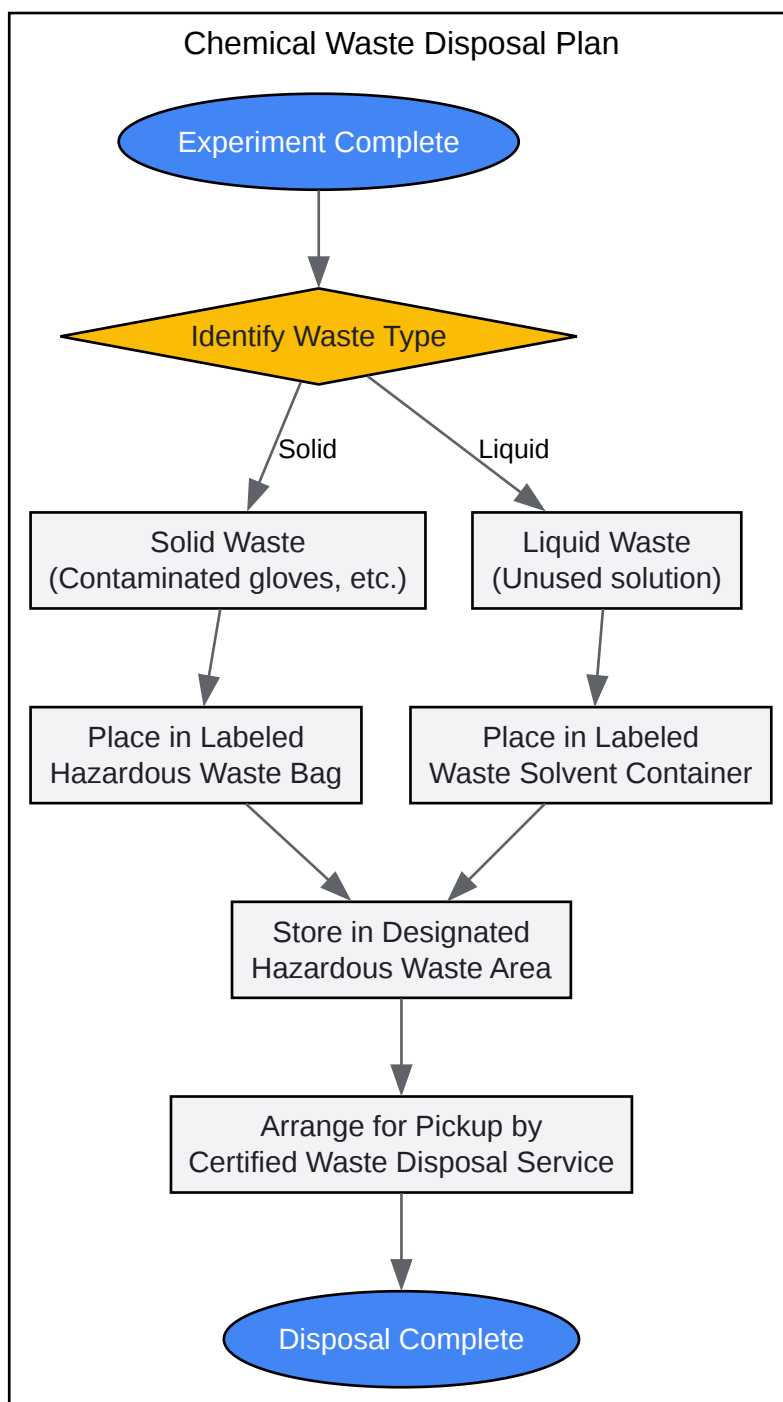 Chemical Waste Disposal Plan
Experiment Complete
Identify Waste Type
Solid
Liquid
Solid Waste
(Contaminated gloves, etc.)
Liquid Waste
(Unused solution)
Place in Labeled
Hazardous Waste Bag
Place in Labeled
Waste Solvent Container
Store in Designated
Hazardous Waste Area
Arrange for Pickup by
Certified Waste Disposal Service
Disposal Complete